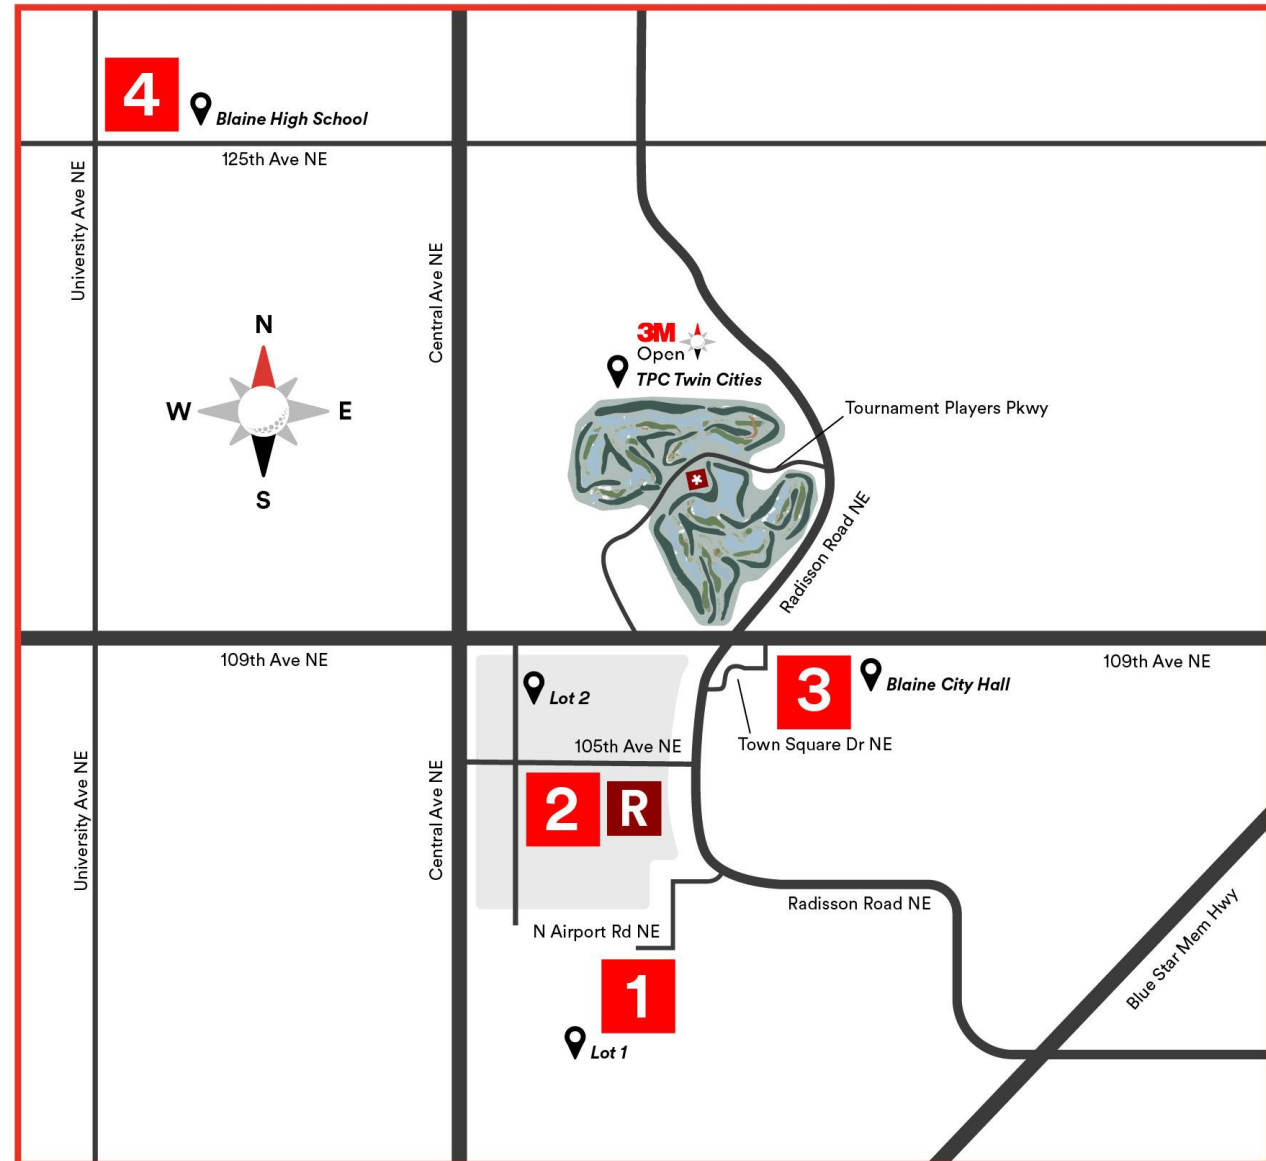 4
Blaine High School
125th Ave NE
University Ave NE
Central Ave NE
N
W
E
S
3M
Open
TPC Twin Cities
Tournament Players Pkwy
*
Radisson Road NE
109th Ave NE
109th Ave NE
Lot 2
3
Blaine City Hall
Town Square Dr NE
105th Ave NE
2
R
University Ave NE
Central Ave NE
Radisson Road NE
N Airport Rd NE
Blue Star Mem Hwy
1
Lot 1